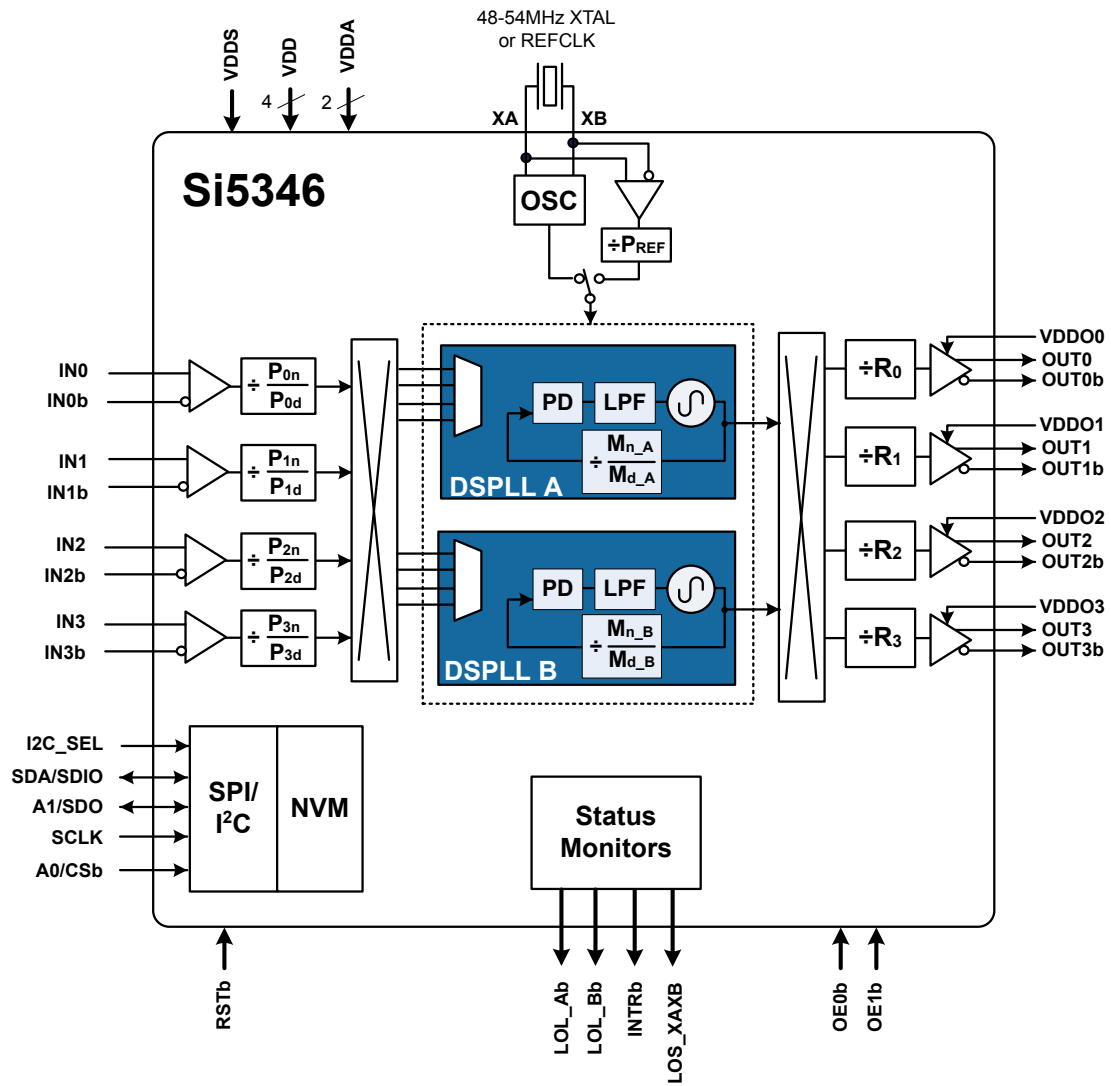 48-54MHz XTAL
or REFCLK
VDDS
VDD
VDDA
4
2
XA
XB
Si5346
OSC
÷PREF
IN0
IN0b
÷ P0n
P0d
IN1
IN1b
÷ P1n
P1d
IN2
IN2b
÷ P2n
P2d
IN3
IN3b
÷ P3n
P3d
PD
LPF
÷ Mn_A
Md_A
DSPLL A
PD
LPF
÷ Mn_B
Md_B
DSPLL B
÷R0
VDDO0
OUT0
OUT0b
÷R1
VDDO1
OUT1
OUT1b
÷R2
VDDO2
OUT2
OUT2b
÷R3
VDDO3
OUT3
OUT3b
I2C_SEL
SDA/SDIO
A1/SDO
SCLK
A0/CSb
SPI/
I²C
NVM
Status
Monitors
RSTb
LOL_Ab
LOL_Bb
INTRb
LOS_XAXB
OE0b
OE1b